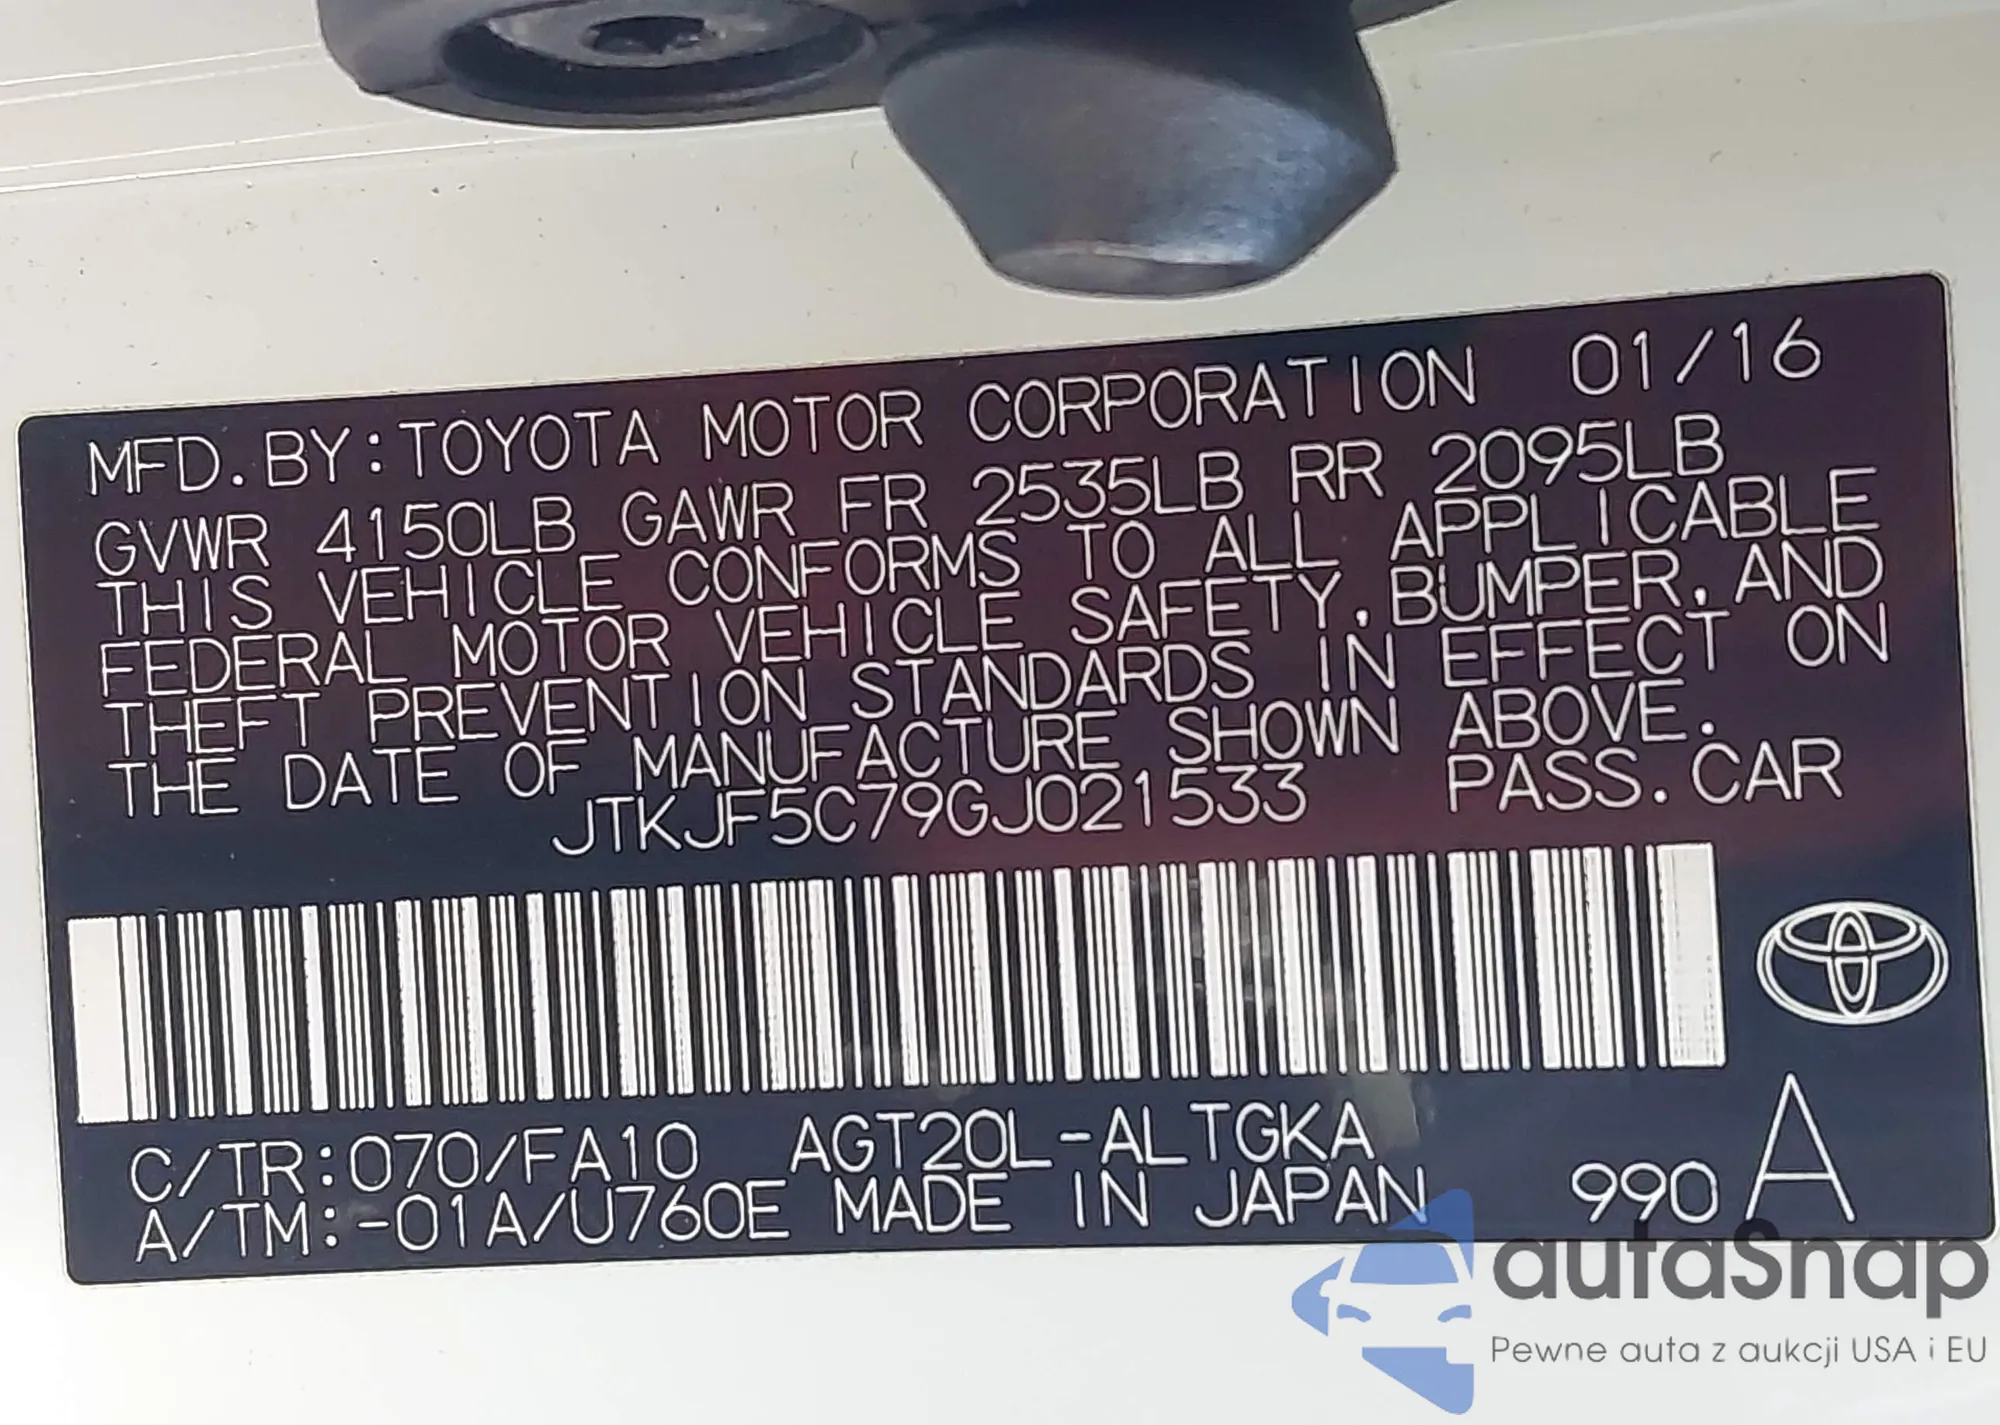 MFD. BY: TOYOTA MOTOR CORPORATION 01/16
GVWR 4150LB GAWR FR 2535LB RR 2095LB
THIS VEHICLE CONFORMS TO ALL APPLICABLE
FEDERAL MOTOR VEHICLE SAFETY, BUMPER, AND
THEFT PREVENTION STANDARDS IN EFFECT ON
THE DATE OF MANUFACTURE SHOWN ABOVE.
JTKJF5C79GJ021533 PASS. CAR
C/TR:070/FA10 AGT20L-ALTGKA
A/TM:-01A/U760E MADE IN JAPAN 990 A
autaSnap
Pewne auta z aukcji USA i EU